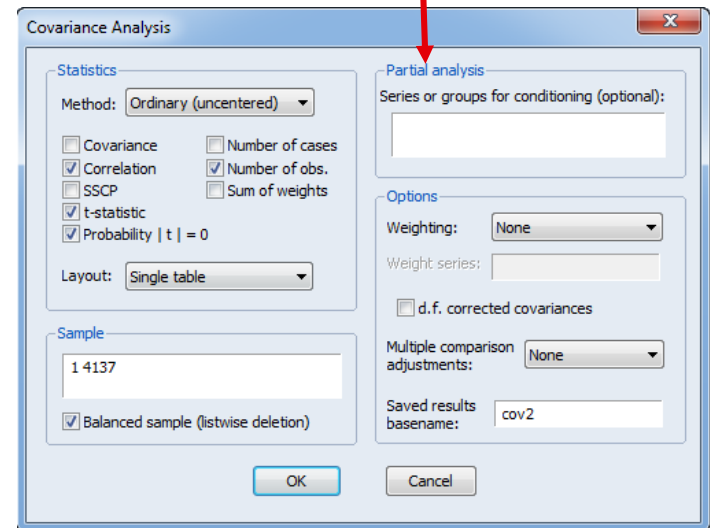 Covariance Analysis
Statistics
Method: Ordinary (uncentered)
Covariance Number of cases
Correlation Number of obs.
SSCP Sum of weights
t-statistic
Probability | t | = 0
Layout: Single table
Sample
1 4137
Balanced sample (listwise deletion)
Partial analysis
Series or groups for conditioning (optional):
Options
Weighting: None
Weight series:
d.f. corrected covariances
Multiple comparison
adjustments: None
Saved results
basename: cov2
OK Cancel